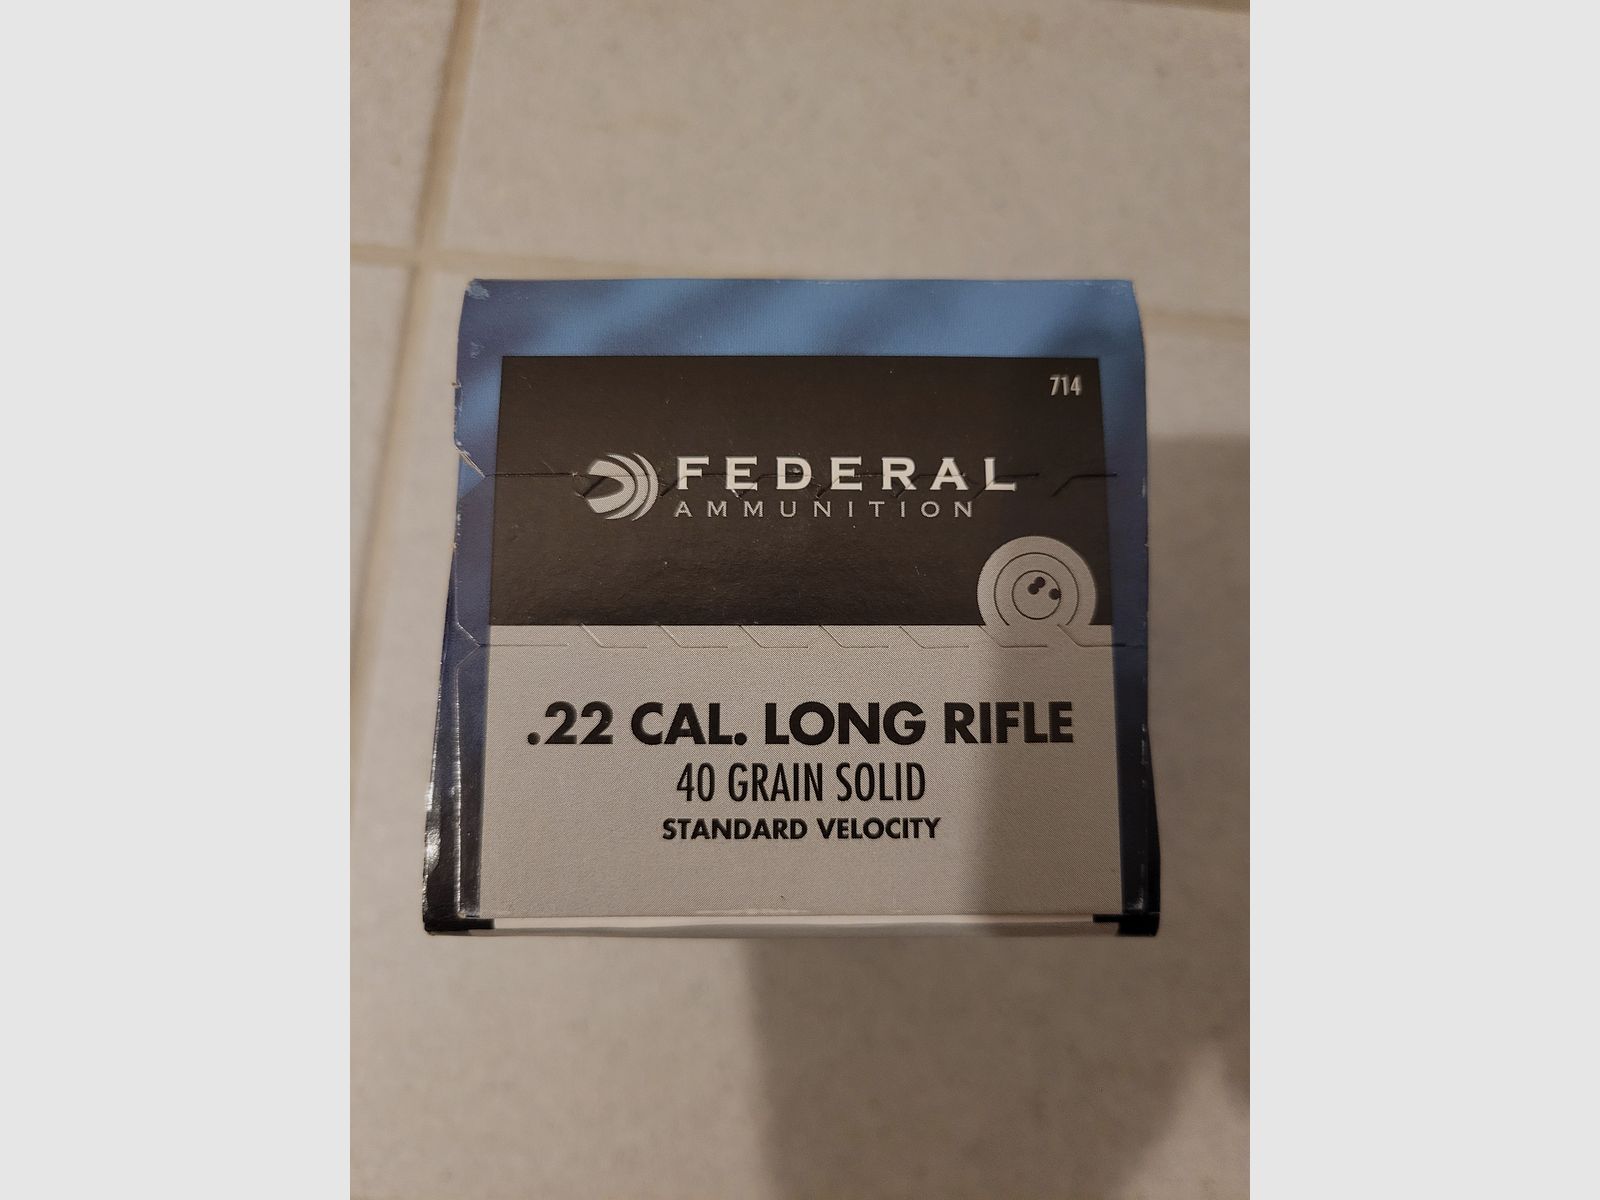 714
FEDERAL
AMMUNITION
.22 CAL. LONG RIFLE
40 GRAIN SOLID
STANDARD VELOCITY